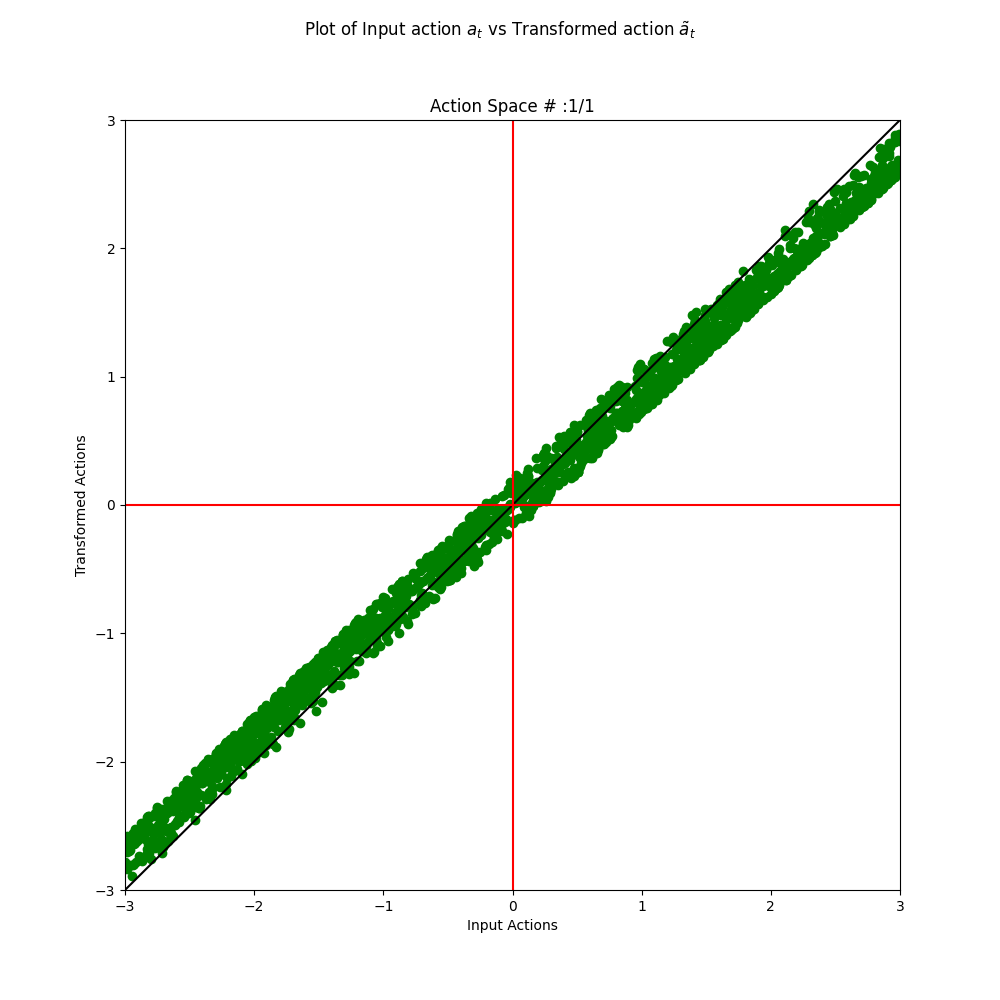 Plot of Input action $a_t$ vs Transformed action $\tilde{a}_t$
Action Space # :1/1
3
2
1
0
−1
−2
−3
Transformed Actions
−3 −2 −1 0 1 2 3
Input Actions